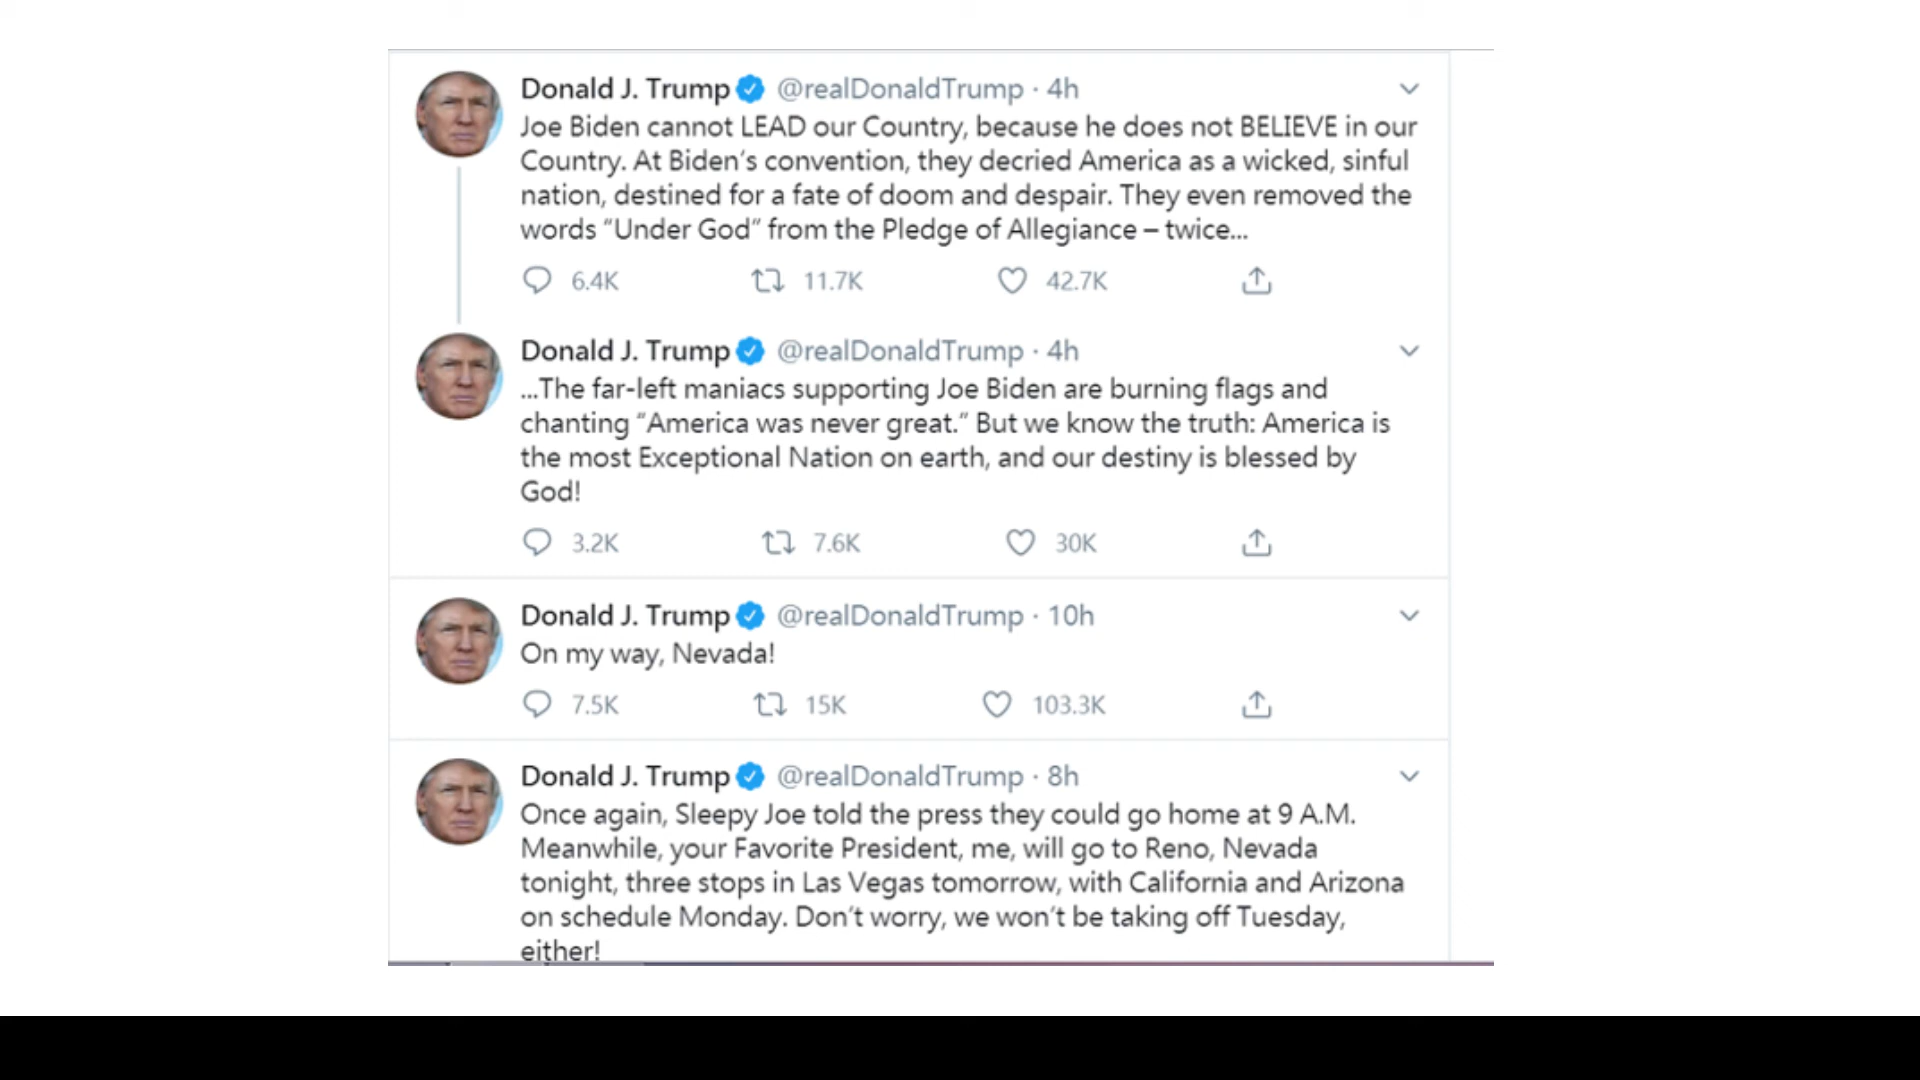 Donald J. Trump @realDonaldTrump · 4h
Joe Biden cannot LEAD our Country, because he does not BELIEVE in our
Country. At Biden's convention, they decried America as a wicked, sinful
nation, destined for a fate of doom and despair. They even removed the
words “Under God” from the Pledge of Allegiance – twice...
6.4K 11.7K 42.7K
Donald J. Trump @realDonaldTrump · 4h
...The far-left maniacs supporting Joe Biden are burning flags and
chanting “America was never great.” But we know the truth: America is
the most Exceptional Nation on earth, and our destiny is blessed by
God!
3.2K 7.6K 30K
Donald J. Trump @realDonaldTrump · 10h
On my way, Nevada!
7.5K 15K 103.3K
Donald J. Trump @realDonaldTrump · 8h
Once again, Sleepy Joe told the press they could go home at 9 A.M.
Meanwhile, your Favorite President, me, will go to Reno, Nevada
tonight, three stops in Las Vegas tomorrow, with California and Arizona
on schedule Monday. Don't worry, we won't be taking off Tuesday,
either!